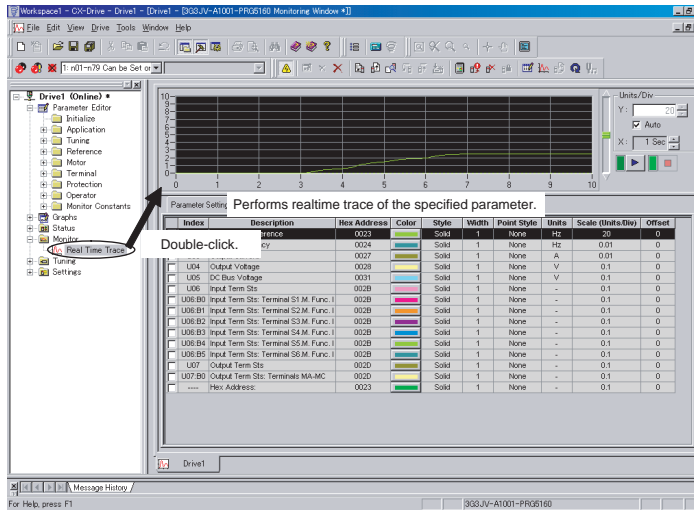 Workspace1 - CX-Drive - Drive1 - [Drive1 - [3G3JV-A1001-PRG5160 Monitoring Window *]]
File Edit View Drive Tools Window Help
1: n01-n79 Can be Set or
Drive1 (Online) *
Parameter Editor
Initialize
Application
Tuning
Reference
Motor
Terminal
Protection
Operator
Monitor Constants
Graphs
Status
Monitor
Real Time Trace
Tuning
Settings
10
9
8
7
6
5
4
3
2
1
0
0 1 2 3 4 5 6 7 8 9 10
Units/Div
Y: 20
Auto
X: 1 Sec
Performs realtime trace of the specified parameter.
Double-click.
Parameter Setting
Index Description Hex Address Color Style Width Point Style Units Scale (Units/Div) Offset
0023 Solid 1 None Hz 20 0
0024 Solid 1 None Hz 0.01 0
0027 Solid 1 None A 0.01 0
U04 Output Voltage 0028 Solid 1 None V 0.1 0
U05 DC Bus Voltage 0031 Solid 1 None V 0.1 0
U06 Input Term Sts 002B Solid 1 None - 0.1 0
U06:B0 Input Term Sts: Terminal S1.M. Func. I 002B Solid 1 None - 0.1 0
U06:B1 Input Term Sts: Terminal S2.M. Func. I 002B Solid 1 None - 0.1 0
U06:B2 Input Term Sts: Terminal S3.M. Func. I 002B Solid 1 None - 0.1 0
U06:B3 Input Term Sts: Terminal S4.M. Func. I 002B Solid 1 None - 0.1 0
U06:B4 Input Term Sts: Terminal S5.M. Func. I 002B Solid 1 None - 0.1 0
U06:B5 Input Term Sts: Terminal S6.M. Func. I 002B Solid 1 None - 0.1 0
U07 Output Term Sts 002D Solid 1 None - 0.1 0
U07:B0 Output Term Sts: Terminals MA-MC 002D Solid 1 None - 0.1 0
---- Hex Address: 0023 Solid 1 None - 0.1 0
Drive1
Message History
For Help, press F1
3G3JV-A1001-PRG5160